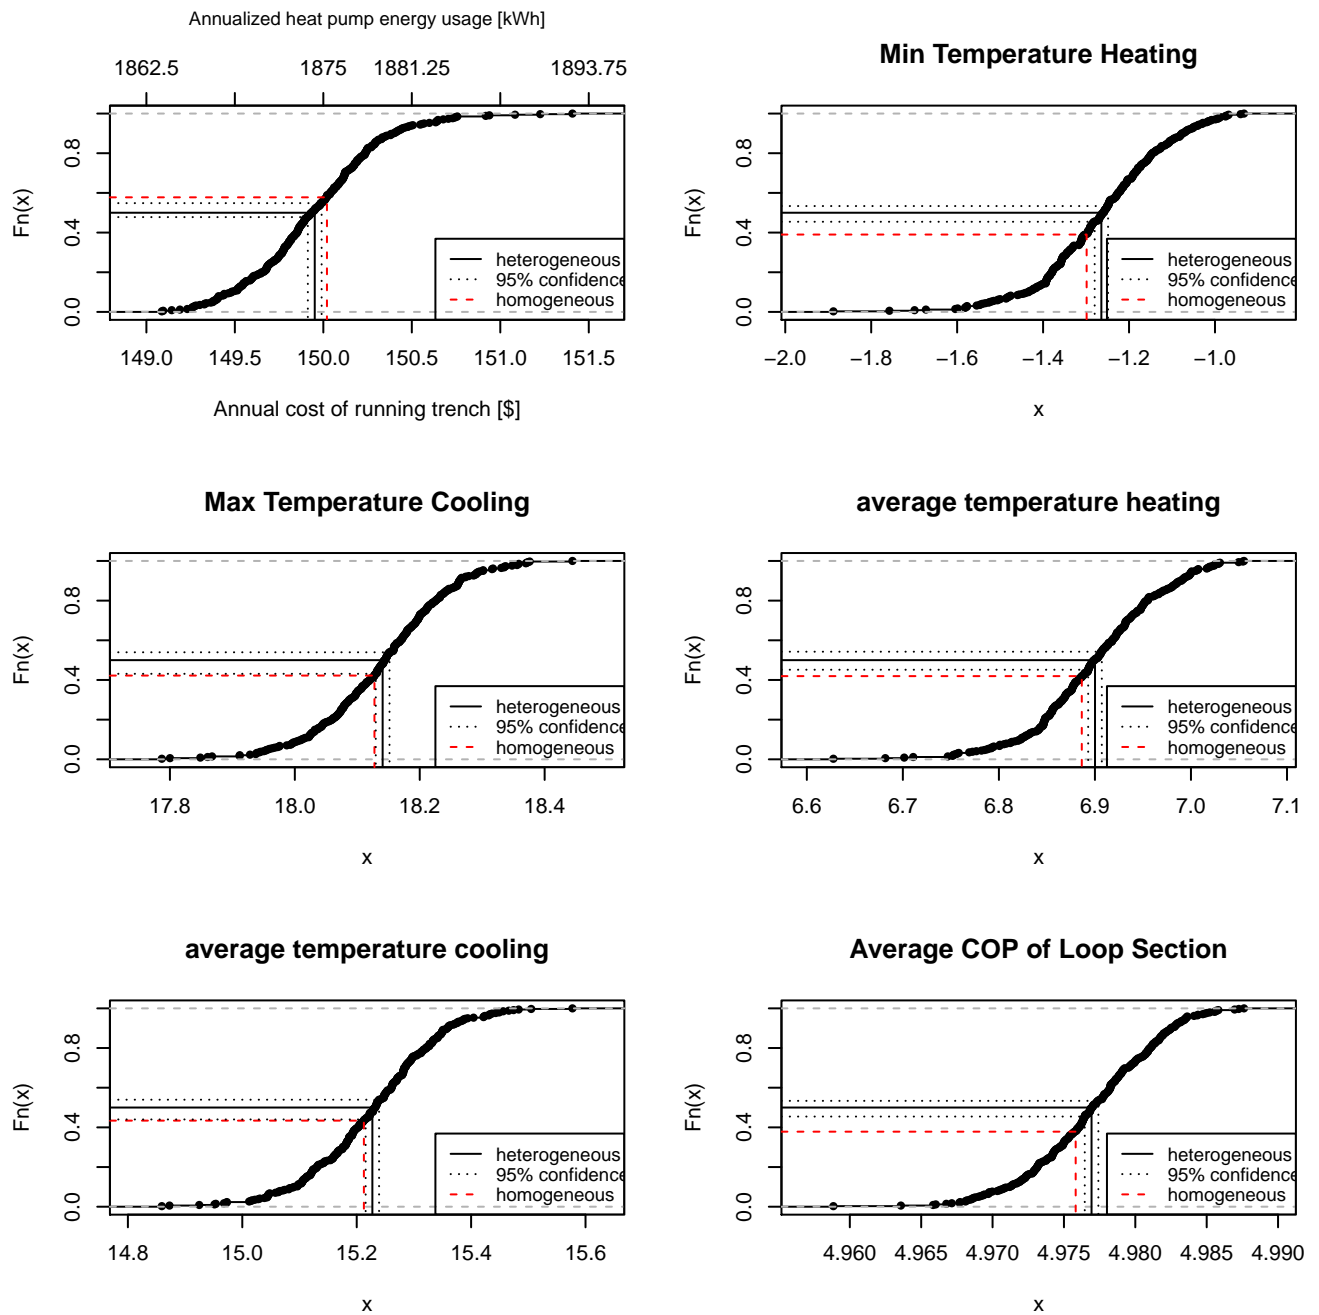 Annualized heat pump energy usage [kWh]
1862.5 1875 1881.25 1893.75
Fn(x)
0.0 0.4 0.8
heterogeneous
95% confidence
homogeneous
149.0 149.5 150.0 150.5 151.0 151.5
Annual cost of running trench [$]
Min Temperature Heating
Fn(x)
0.0 0.4 0.8
heterogeneous
95% confidence
homogeneous
−2.0 −1.8 −1.6 −1.4 −1.2 −1.0
x
Max Temperature Cooling
Fn(x)
0.0 0.4 0.8
heterogeneous
95% confidence
homogeneous
17.8 18.0 18.2 18.4
x
average temperature heating
Fn(x)
0.0 0.4 0.8
heterogeneous
95% confidence
homogeneous
6.6 6.7 6.8 6.9 7.0 7.1
x
average temperature cooling
Fn(x)
0.0 0.4 0.8
heterogeneous
95% confidence
homogeneous
14.8 15.0 15.2 15.4 15.6
x
Average COP of Loop Section
Fn(x)
0.0 0.4 0.8
heterogeneous
95% confidence
homogeneous
4.960 4.965 4.970 4.975 4.980 4.985 4.990
x